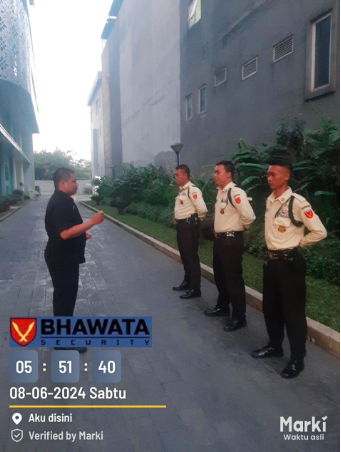 BHAWATA
SECURITY
05 : 51 : 40
08-06-2024 Sabtu
Aku disini
Verified by Marki
Marki
Waktu asli